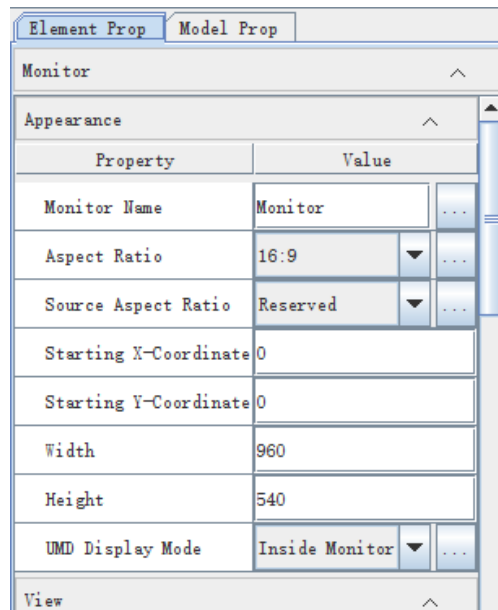 Element Prop Model Prop
Monitor
Appearance
Property Value
Monitor Name Monitor ...
Aspect Ratio 16:9 ...
Source Aspect Ratio Reserved ...
Starting X-Coordinate 0
Starting Y-Coordinate 0
Width 960
Height 540
UMD Display Mode Inside Monitor ...
View